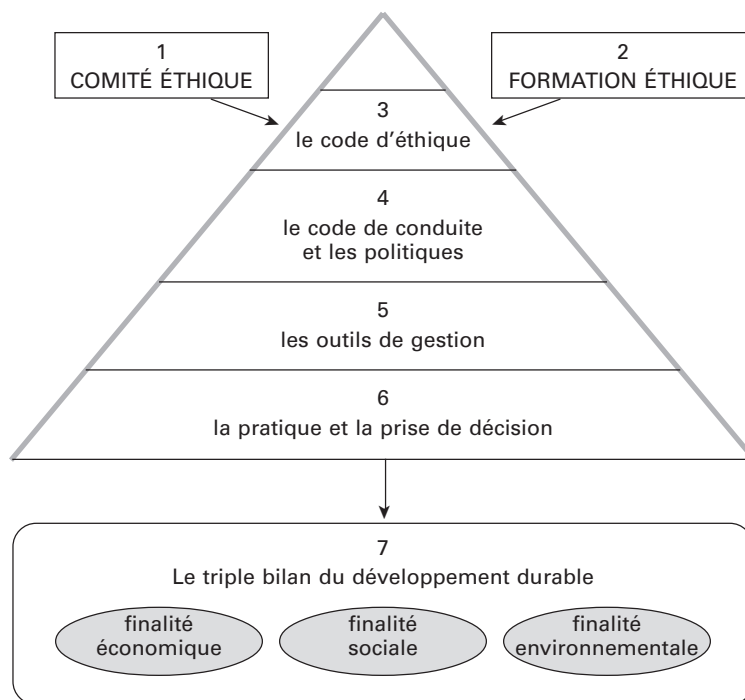 1
COMITÉ ÉTHIQUE
2
FORMATION ÉTHIQUE
3
le code d'éthique
4
le code de conduite
et les politiques
5
les outils de gestion
6
la pratique et la prise de décision
7
Le triple bilan du développement durable
finalité
économique
finalité
sociale
finalité
environnementale